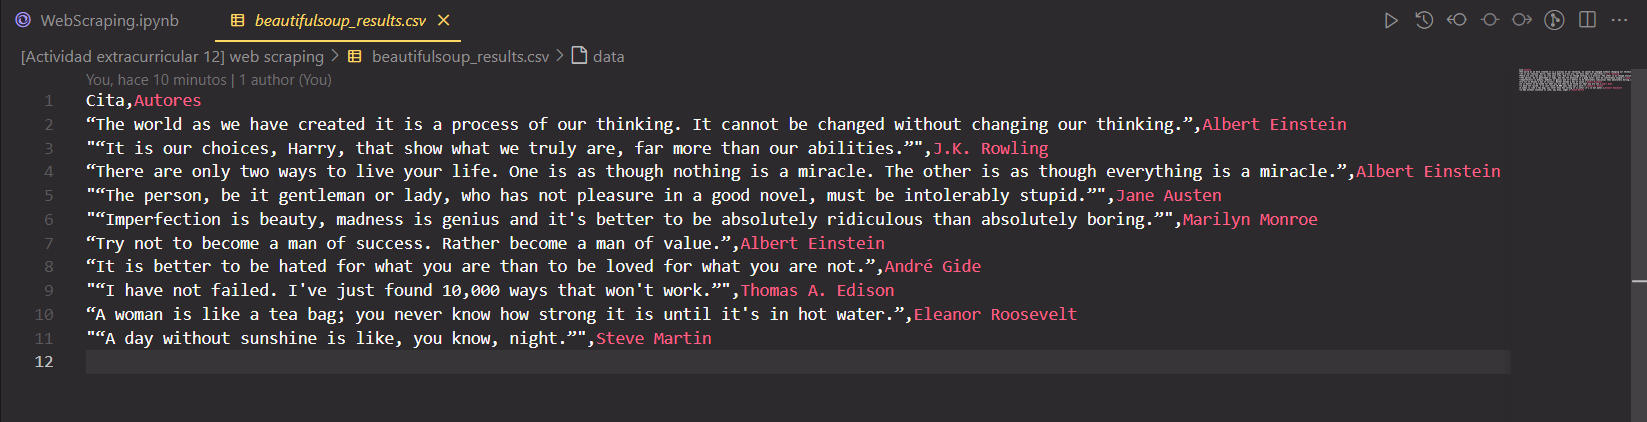 WebScraping.ipynb beautifulsoup_results.csv
[Actividad extracurricular 12] web scraping > beautifulsoup_results.csv > data
You, hace 10 minutos | 1 author (You)
1 Cita,Autores
2 “The world as we have created it is a process of our thinking. It cannot be changed without changing our thinking.”,Albert Einstein
3 "“It is our choices, Harry, that show what we truly are, far more than our abilities.”",J.K. Rowling
4 “There are only two ways to live your life. One is as though nothing is a miracle. The other is as though everything is a miracle.”,Albert Einstein
5 "“The person, be it gentleman or lady, who has not pleasure in a good novel, must be intolerably stupid.”",Jane Austen
6 "“Imperfection is beauty, madness is genius and it's better to be absolutely ridiculous than absolutely boring.”",Marilyn Monroe
7 “Try not to become a man of success. Rather become a man of value.”,Albert Einstein
8 “It is better to be hated for what you are than to be loved for what you are not.”,André Gide
9 "“I have not failed. I've just found 10,000 ways that won't work.”",Thomas A. Edison
10 “A woman is like a tea bag; you never know how strong it is until it's in hot water.”,Eleanor Roosevelt
11 "“A day without sunshine is like, you know, night.”",Steve Martin
12